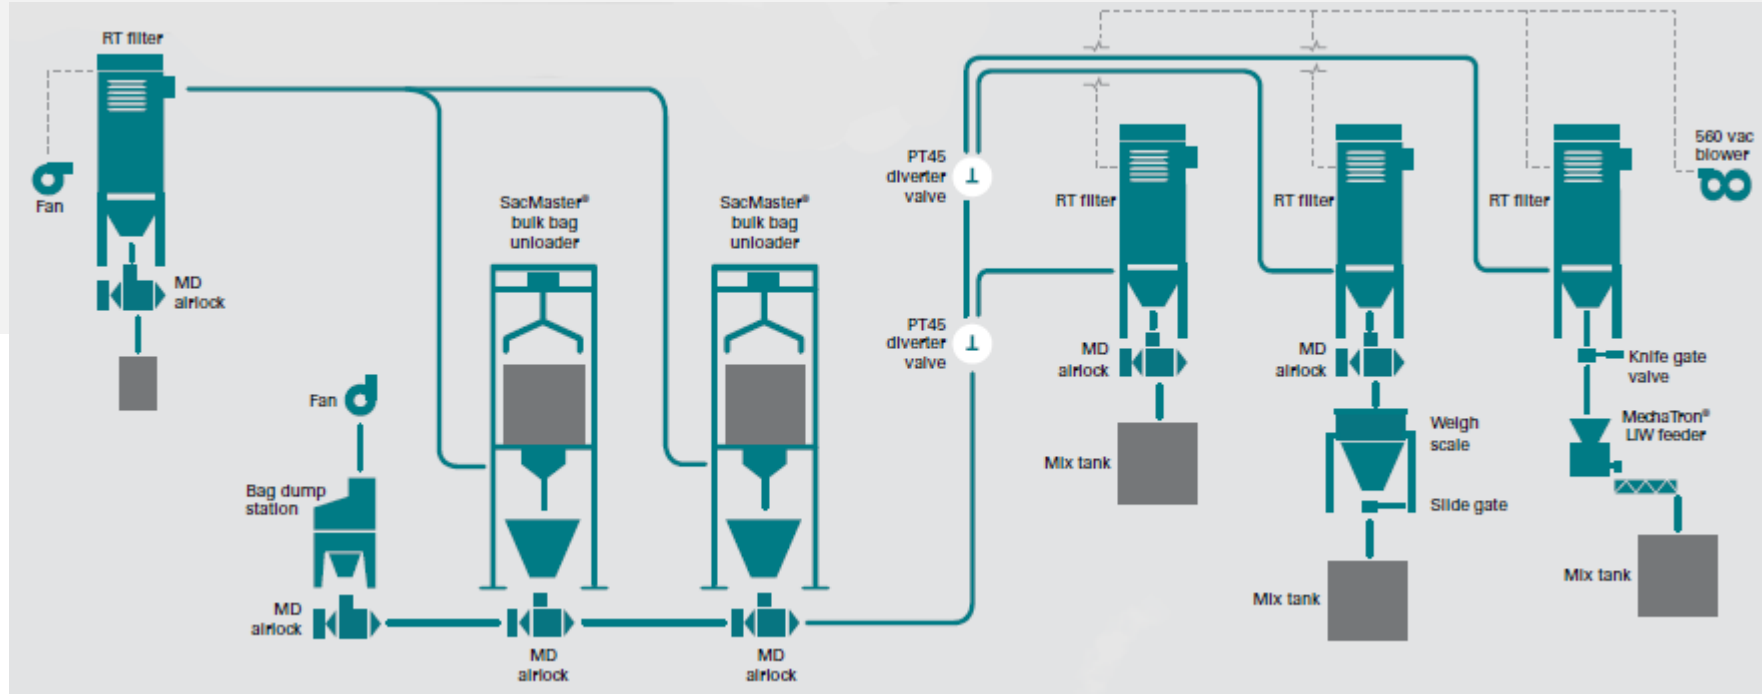 RT filter
Fan
MD
airlock
Fan
Bag dump
station
MD
airlock
SacMaster®
bulk bag
unloader
MD
airlock
SacMaster®
bulk bag
unloader
MD
airlock
PT45
diverter
valve
PT45
diverter
valve
RT filter
MD
airlock
Mix tank
RT filter
MD
airlock
Weigh
scale
Slide gate
Mix tank
RT filter
Knife gate
valve
MechaTron®
LIW feeder
Mix tank
560 vac
blower